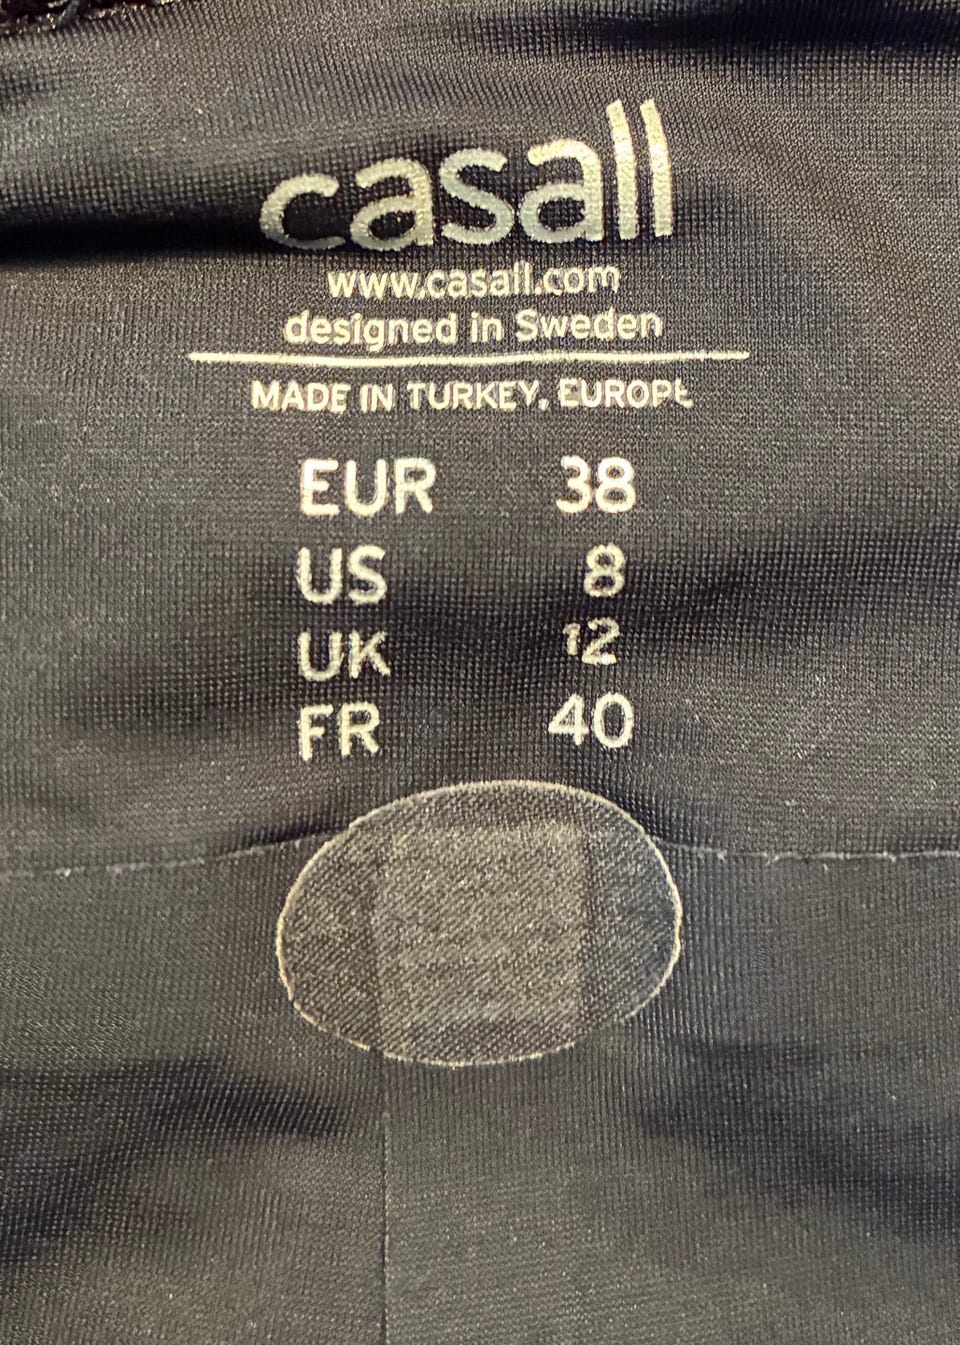 casall
www.casall.com
designed in Sweden
MADE IN TURKEY, EUROPE
EUR 38
US 8
UK 12
FR 40